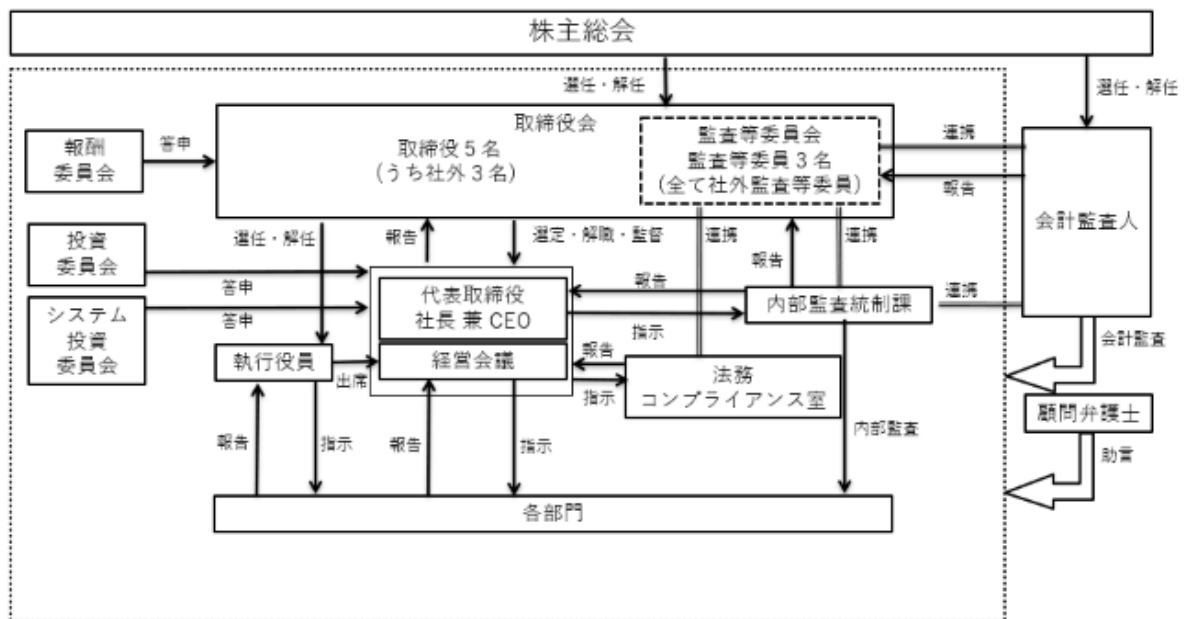 株主総会
選任・解任
選任・解任
取締役会
報酬
委員会
答申
取締役5名
(うち社外3名)
監査等委員会
監査等委員3名
(全て社外監査等委員)
連携
報告
会計監査人
投資
委員会
選任・解任
報告
選定・解職・監督
連携
連携
報告
答申
システム
投資
委員会
答申
代表取締役
社長 兼 CEO
報告
内部監査統制課
連携
指示
執行役員
出席
経営会議
報告
指示
法務
コンプライアンス室
会計監査
顧問弁護士
報告
指示
報告
指示
内部監査
助言
各部門